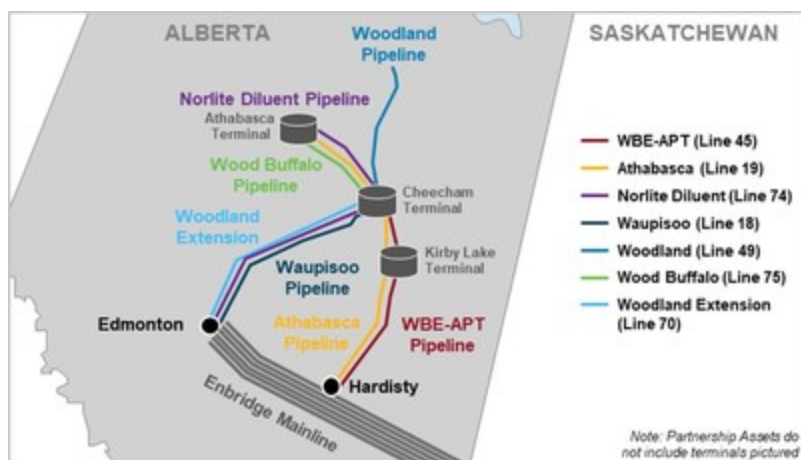 ALBERTA
SASKATCHEWAN
Woodland
Pipeline
Norlite Diluent Pipeline
Athabasca
Terminal
Wood Buffalo
Pipeline
Cheecham
Terminal
Woodland
Extension
Kirby Lake
Terminal
Waupisoo
Pipeline
Edmonton
Athabasca
Pipeline
WBE-APT
Pipeline
Hardisty
Enbridge Mainline
WBE-APT (Line 45)
Athabasca (Line 19)
Norlite Diluent (Line 74)
Waupisoo (Line 18)
Woodland (Line 49)
Wood Buffalo (Line 75)
Woodland Extension
(Line 70)
Note: Partnership Assets do
not include terminals pictured